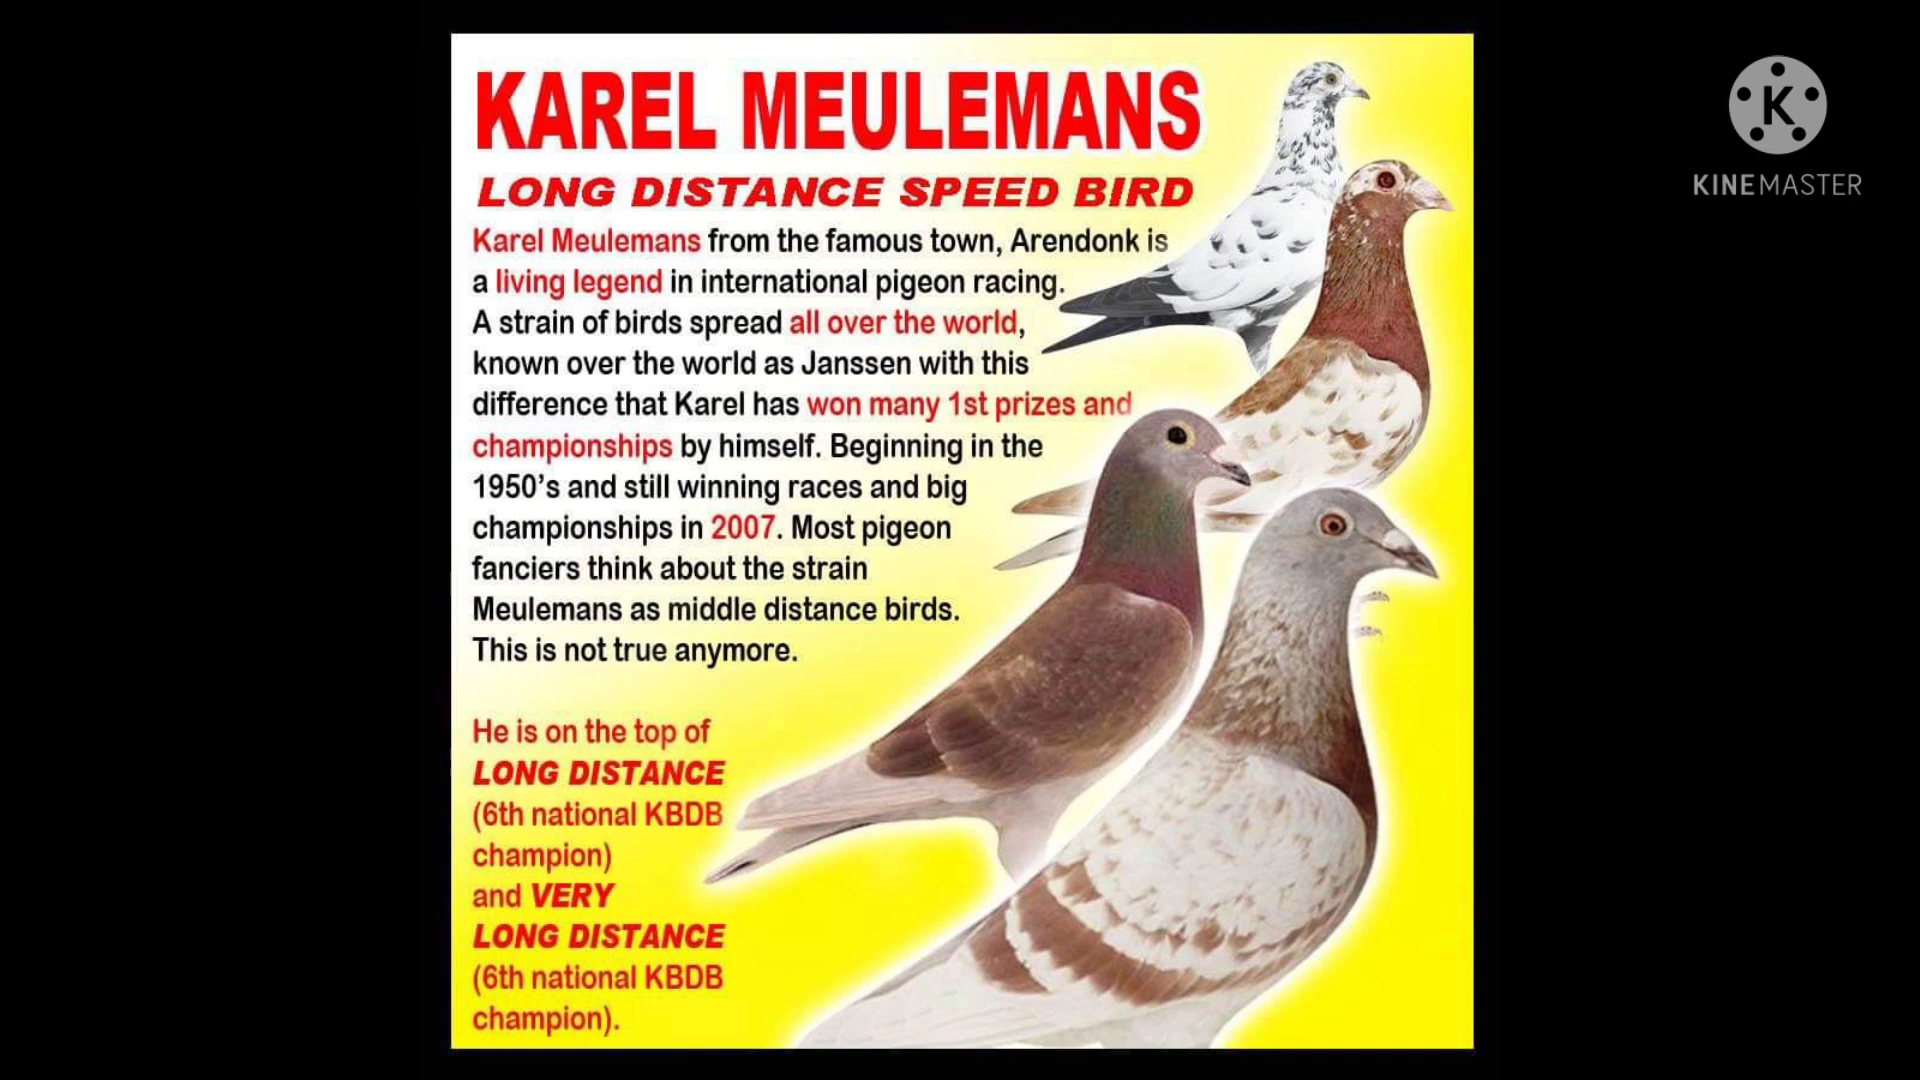 KAREL MEULEMANS
LONG DISTANCE SPEED BIRD
Karel Meulemans from the famous town, Arendonk is
a living legend in international pigeon racing.
A strain of birds spread all over the world,
known over the world as Janssen with this
difference that Karel has won many 1st prizes and
championships by himself. Beginning in the
1950's and still winning races and big
championships in 2007. Most pigeon
fanciers think about the strain
Meulemans as middle distance birds.
This is not true anymore.
He is on the top of
LONG DISTANCE
(6th national KBDB
champion)
and VERY
LONG DISTANCE
(6th national KBDB
champion).
K
KINEMASTER